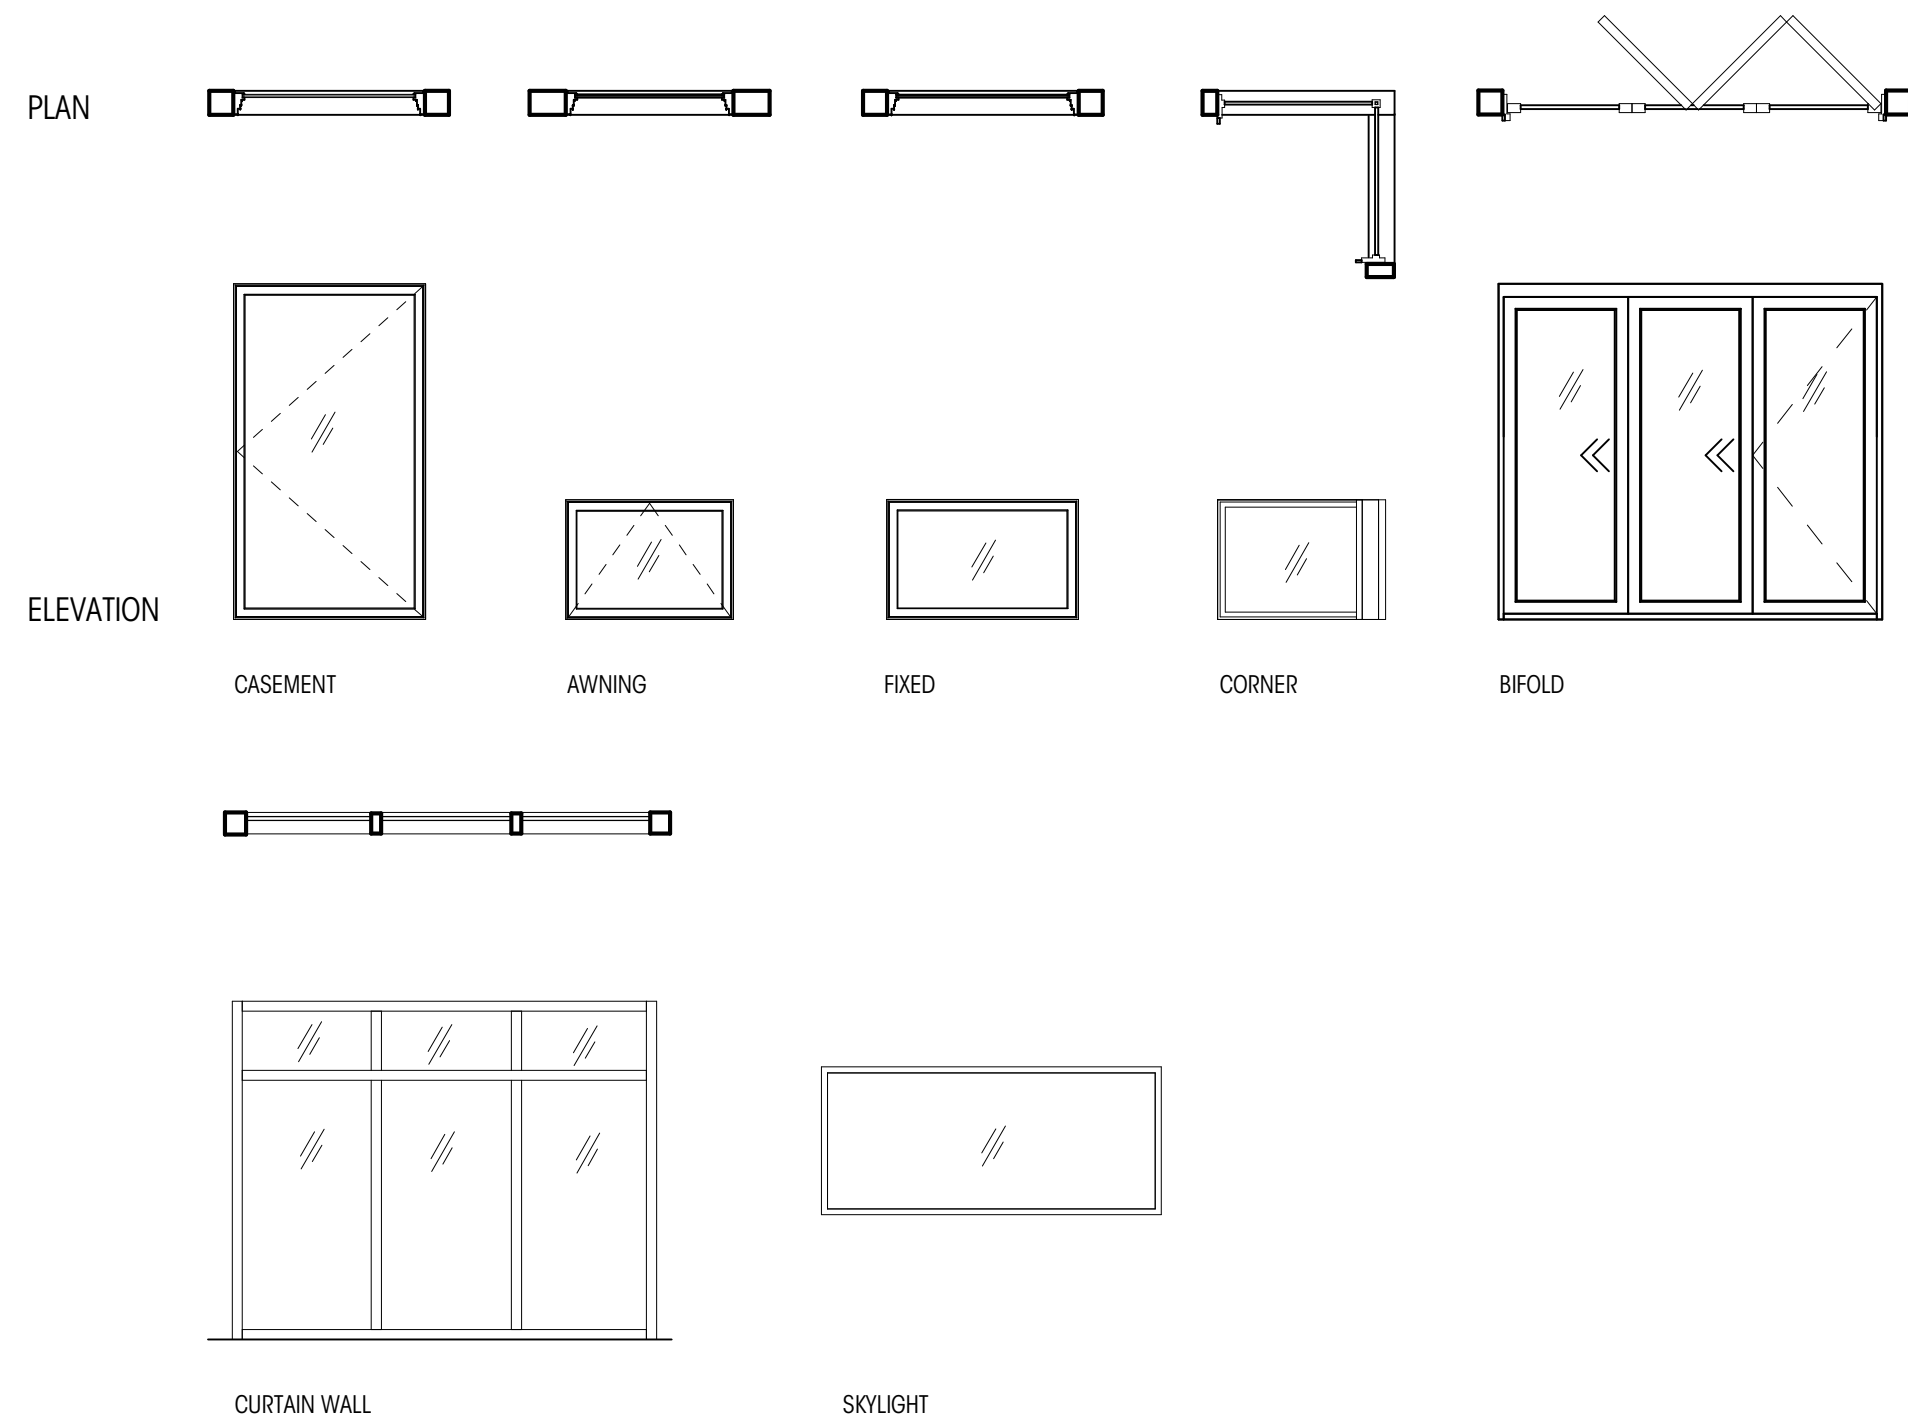 PLAN
ELEVATION
CASEMENT
AWNING
FIXED
CORNER
BIFOLD
CURTAIN WALL
SKYLIGHT